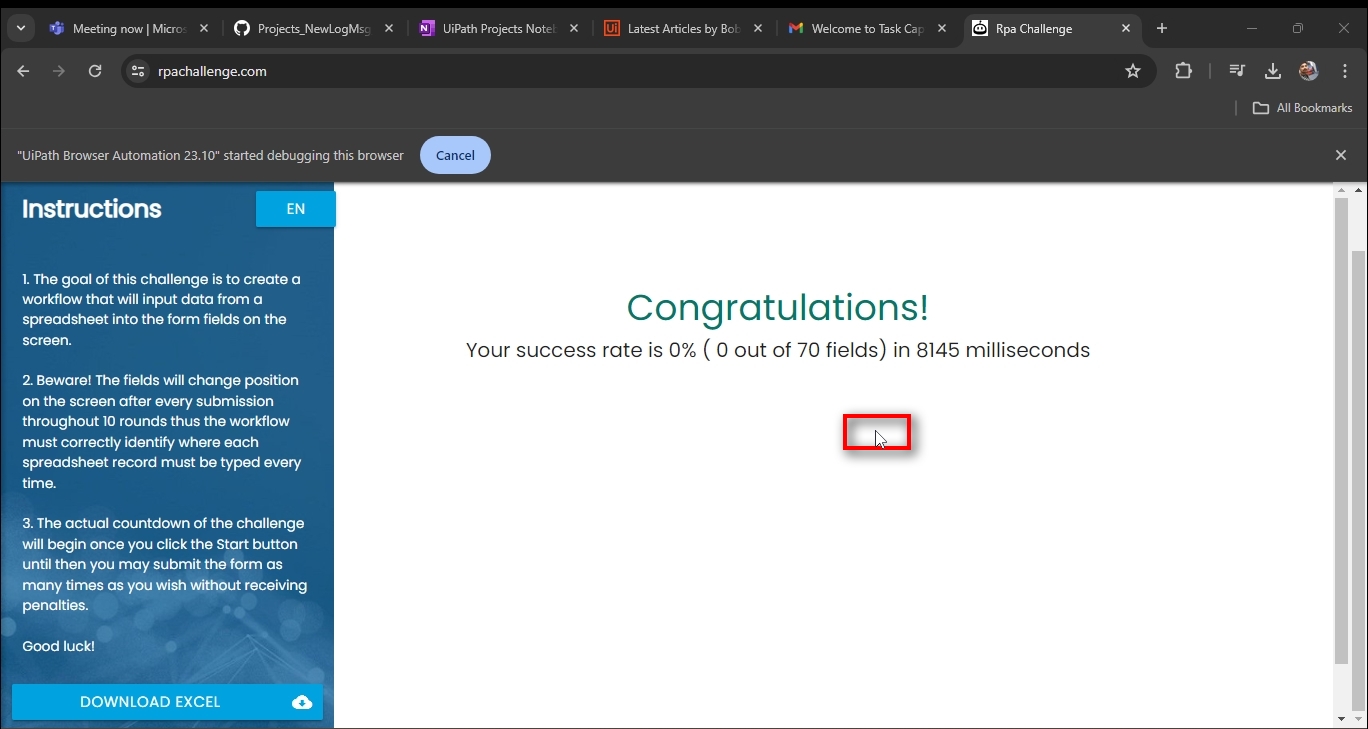 Meeting now | Micros
Projects_NewLogMsg
UiPath Projects Noteb
Latest Articles by Bob
Welcome to Task Cap
Rpa Challenge
rpachallenge.com
All Bookmarks
"UiPath Browser Automation 23.10" started debugging this browser
Cancel
Instructions
EN
1. The goal of this challenge is to create a
workflow that will input data from a
spreadsheet into the form fields on the
screen.
2. Beware! The fields will change position
on the screen after every submission
throughout 10 rounds thus the workflow
must correctly identify where each
spreadsheet record must be typed every
time.
3. The actual countdown of the challenge
will begin once you click the Start button
until then you may submit the form as
many times as you wish without receiving
penalties.
Good luck!
DOWNLOAD EXCEL
Congratulations!
Your success rate is 0% ( 0 out of 70 fields) in 8145 milliseconds